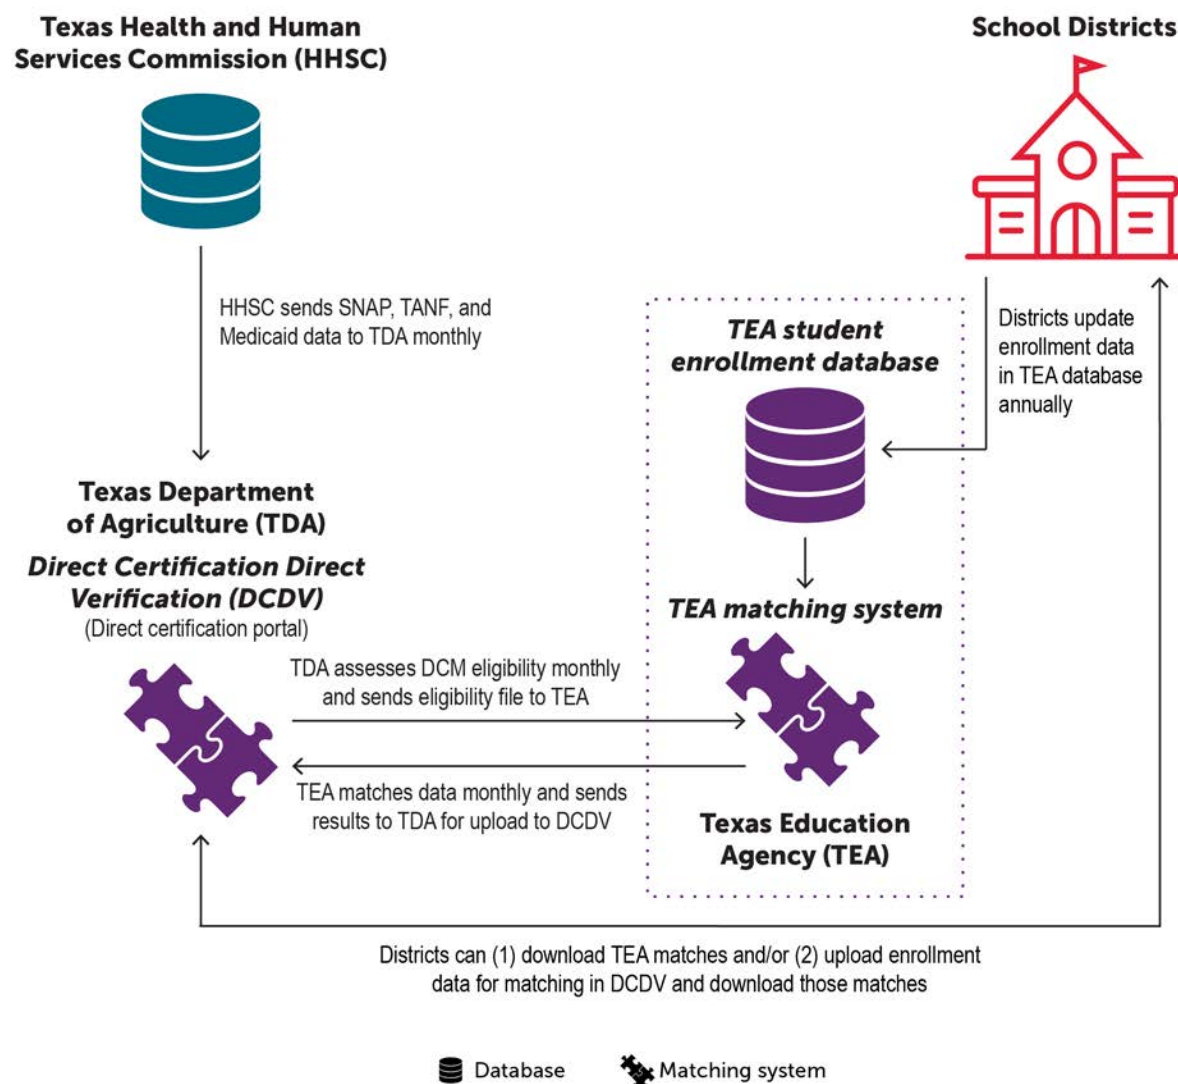 Texas Health and Human
Services Commission (HHSC)
School Districts
HHSC sends SNAP, TANF, and
Medicaid data to TDA monthly
TEA student
enrollment database
Districts update
enrollment data
in TEA database
annually
Texas Department
of Agriculture (TDA)
Direct Certification Direct
Verification (DCDV)
(Direct certification portal)
TEA matching system
TDA assesses DCM eligibility monthly
and sends eligibility file to TEA
TEA matches data monthly and sends
results to TDA for upload to DCDV
Texas Education
Agency (TEA)
Districts can (1) download TEA matches and/or (2) upload enrollment
data for matching in DCDV and download those matches
Database
Matching system